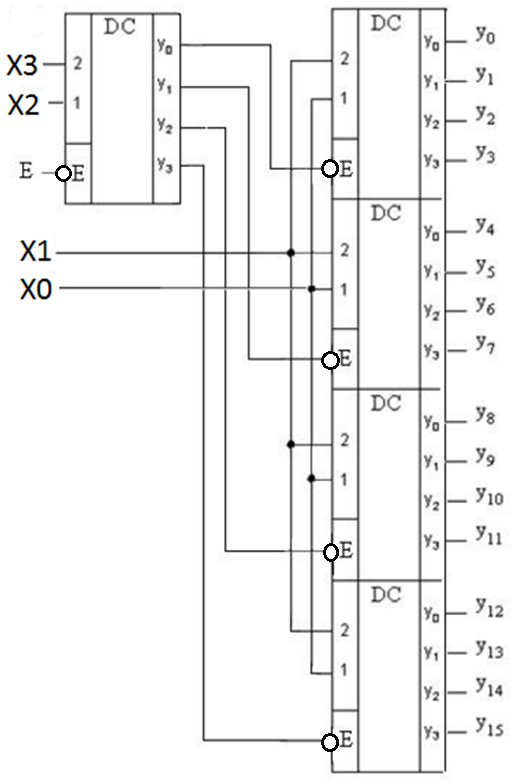 DC
X3 2 y0
X2 1 y1
y2
y3
E E
DC
2 y0 y0
1 y1 y1
y2 y2
E y3 y3
DC
X1 2 y0 y4
X0 1 y1 y5
y2 y6
E y3 y7
DC
2 y0 y8
1 y1 y9
y2 y10
E y3 y11
DC
2 y0 y12
1 y1 y13
y2 y14
E y3 y15